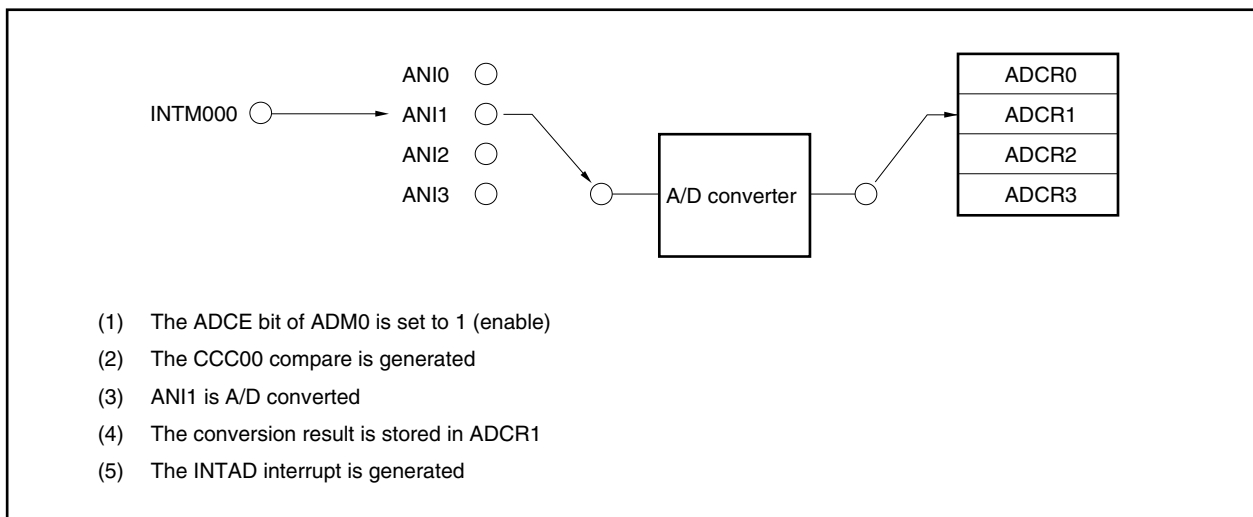 ANI0
INTM000
ANI1
ANI2
ANI3
A/D converter
ADCR0
ADCR1
ADCR2
ADCR3
(1) The ADCE bit of ADM0 is set to 1 (enable)
(2) The CCC00 compare is generated
(3) ANI1 is A/D converted
(4) The conversion result is stored in ADCR1
(5) The INTAD interrupt is generated